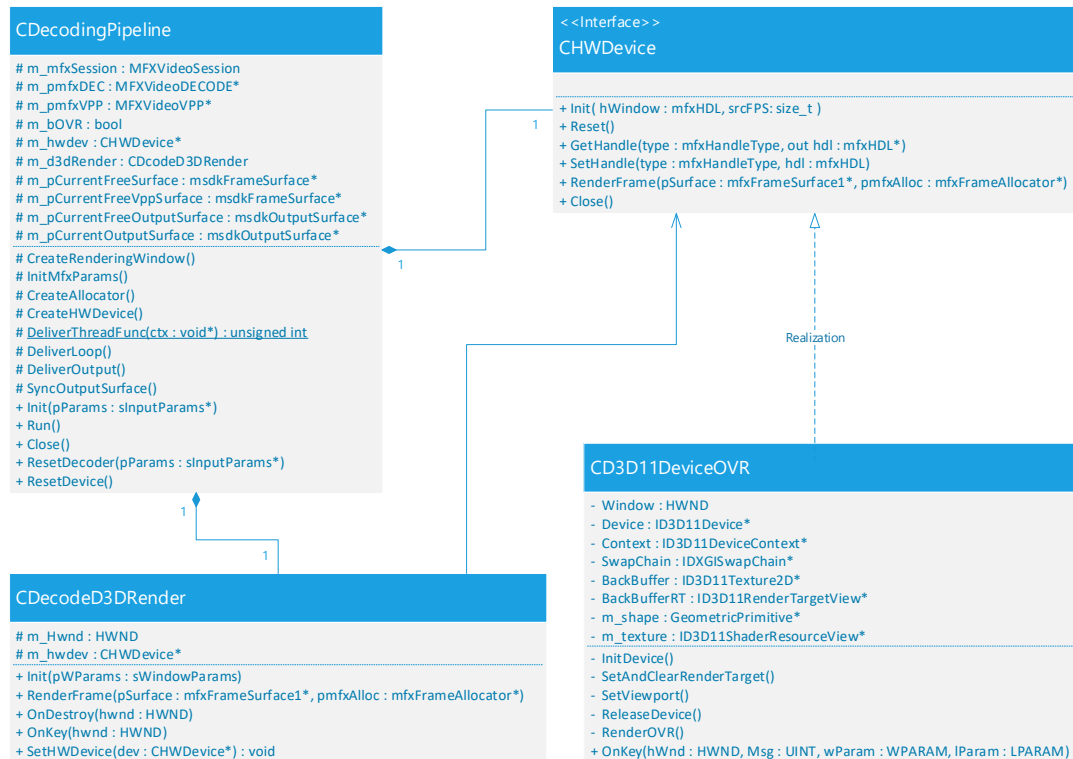 CDecodingPipeline
# m_mfxSession : MFXVideoSession
# m_pmfxDEC : MFXVideoDECODE*
# m_pmfxVPP : MFXVideoVPP*
# m_bOVR : bool
# m_hwdev : CHWDevice*
# m_d3dRender : CDcodeD3DRender
# m_pCurrentFreeSurface : msdkFrameSurface*
# m_pCurrentFreeVppSurface : msdkFrameSurface*
# m_pCurrentFreeOutputSurface : msdkOutputSurface*
# m_pCurrentOutputSurface : msdkOutputSurface*
# CreateRenderingWindow()
# InitMfxParams()
# CreateAllocator()
# CreateHWDevice()
# DeliverThreadFunc(ctx : void*) : unsigned int
# DeliverLoop()
# DeliverOutput()
# SyncOutputSurface()
+ Init(pParams : sInputParams*)
+ Run()
+ Close()
+ ResetDecoder(pParams : sInputParams*)
+ ResetDevice()
<<Interface>>
CHWDevice
+ Init( hWindow : mfxHDL, srcFPS: size_t )
+ Reset()
+ GetHandle(type : mfxHandleType, out hdl : mfxHDL*)
+ SetHandle(type : mfxHandleType, hdl : mfxHDL)
+ RenderFrame(pSurface : mfxFrameSurface1*, pmfxAlloc : mfxFrameAllocator*)
+ Close()
1
1
Realization
1
1
CDecodeD3DRender
# m_Hwnd : HWND
# m_hwdev : CHWDevice*
+ Init(pWParams : sWindowParams)
+ RenderFrame(pSurface : mfxFrameSurface1*, pmfxAlloc : mfxFrameAllocator*)
+ OnDestroy(hwnd : HWND)
+ OnKey(hwnd : HWND)
+ SetHWDevice(dev : CHWDevice*) : void
CD3D11DeviceOVR
- Window : HWND
- Device : ID3D11Device*
- Context : ID3D11DeviceContext*
- SwapChain : IDXGISwapChain*
- BackBuffer : ID3D11Texture2D*
- BackBufferRT : ID3D11RenderTargetView*
- m_shape : GeometricPrimitive*
- m_texture : ID3D11ShaderResourceView*
- InitDevice()
- SetAndClearRenderTarget()
- SetViewport()
- ReleaseDevice()
- RenderOVR()
+ OnKey(hWnd : HWND, Msg : UINT, wParam : WPARAM, lParam : LPARAM)